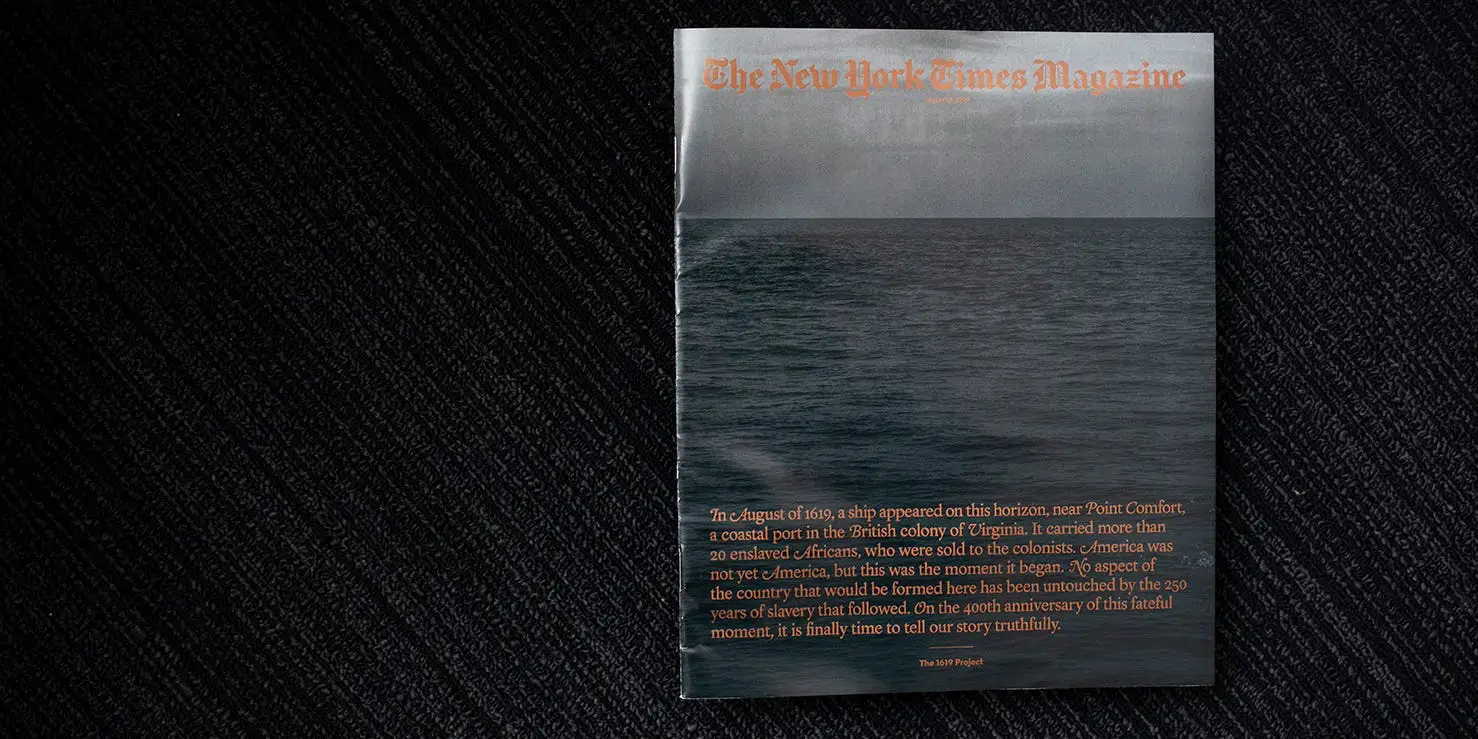 The New York Times Magazine
In August of 1619, a ship appeared on this horizon, near Point Comfort,
a coastal port in the British colony of Virginia. It carried more than
20 enslaved Africans, who were sold to the colonists. America was
not yet America, but this was the moment it began. No aspect of
the country that would be formed here has been untouched by the 250
years of slavery that followed. On the 400th anniversary of this fateful
moment, it is finally time to tell our story truthfully.
The 1619 Project